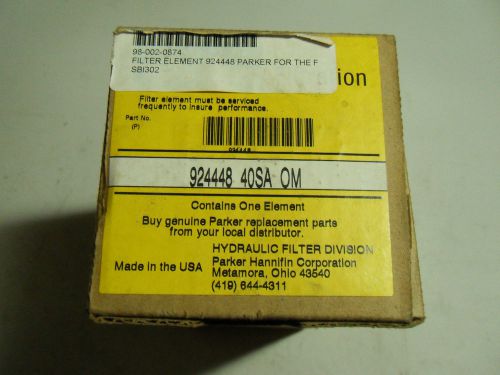 98-002-0874
FILTER ELEMENT 924448 PARKER FOR THE F
SBI302
Filter element must be serviced
frequently to insure performance.
Part No.
(P)
924448
924448 40SA OM
Contains One Element
Buy genuine Parker replacement parts
from your local distributor.
HYDRAULIC FILTER DIVISION
Made in the USA Parker Hannifin Corporation
Metamora, Ohio 43540
(419) 644-4311